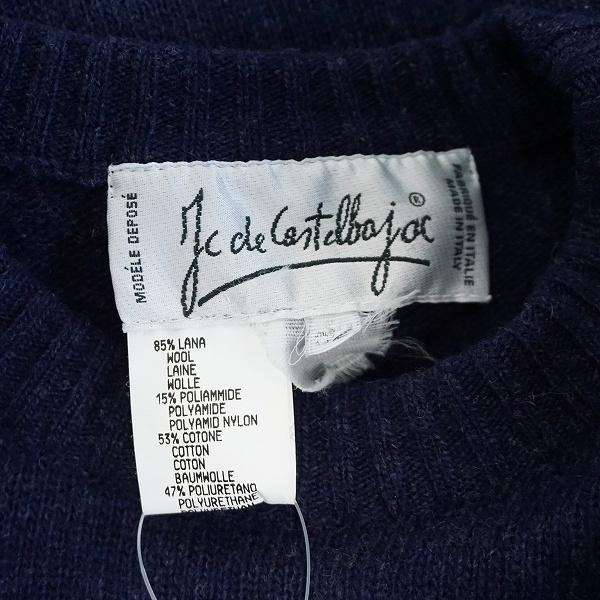 MODÉLE DEPOSÉ
Jc de Castelbajac ®
FABRIQUÉ EN ITALIE
MADE IN ITALY
85% LANA
WOOL
LAINE
WOLLE
15% POLIAMMIDE
POLYAMIDE
POLYAMID NYLON
53% COTONE
COTTON
COTON
BAUMWOLLE
47% POLIURETANO
POLYURETHANE